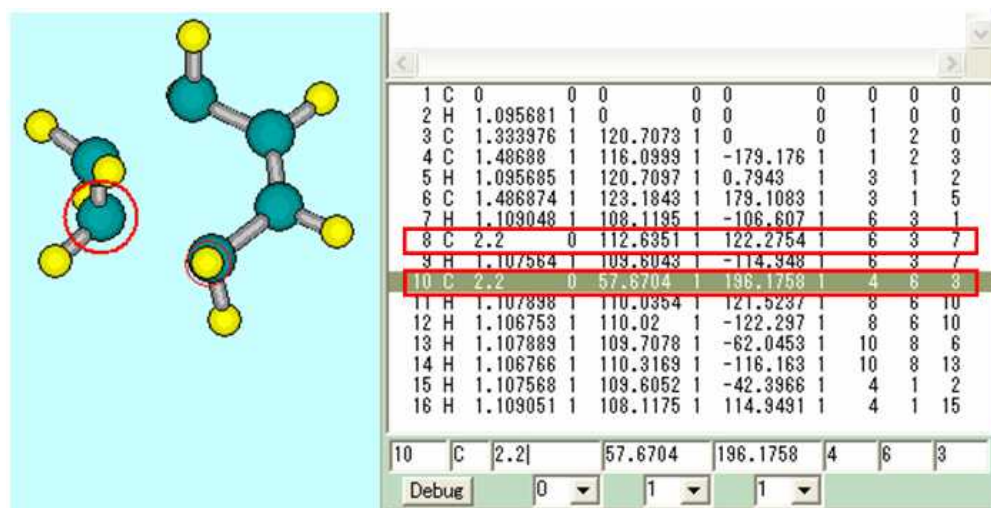 1 C 0 0 0 0 0 0 0 0 0
2 H 1.095681 1 0 0 0 0 1 0 0
3 C 1.333976 1 120.7073 1 0 0 1 2 0
4 C 1.48688 1 116.0999 1 -179.176 1 1 2 3
5 H 1.095685 1 120.7097 1 0.7943 1 3 1 2
6 C 1.486874 1 123.1843 1 179.1083 1 3 1 5
7 H 1.109048 1 108.1195 1 -106.607 1 6 3 1
8 C 2.2 0 112.6351 1 122.2754 1 6 3 7
9 H 1.107564 1 109.6043 1 -114.948 1 6 3 7
10 C 2.2 0 57.6704 1 196.1758 1 4 6 3
11 H 1.107898 1 110.0354 1 121.5237 1 8 6 10
12 H 1.106753 1 110.02 1 -122.297 1 8 6 10
13 H 1.107889 1 109.7078 1 -62.0453 1 10 8 6
14 H 1.106766 1 110.3169 1 -116.163 1 10 8 13
15 H 1.107568 1 109.6052 1 -42.3966 1 4 1 2
16 H 1.109051 1 108.1175 1 114.9491 1 4 1 15
10 C 2.2 57.6704 196.1758 4 6 3
Debug 0 1 1